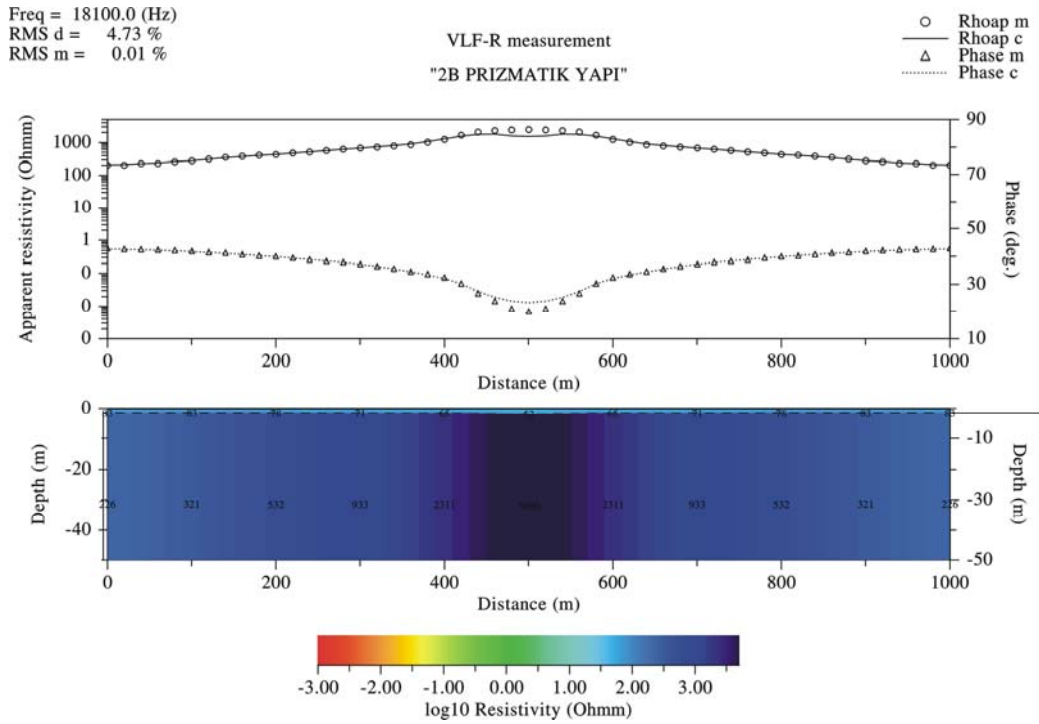 Freq = 18100.0 (Hz)
RMS d = 4.73 %
RMS m = 0.01 %
VLF-R measurement
"2B PRIZMATIK YAPI"
Rhoap m
Rhoap c
Phase m
Phase c
Apparent resistivity (Ohmm)
1000
100
10
1
0
0
0
90
70
50
30
10
Phase (deg.)
0 200 400 600 800 1000
Distance (m)
Depth (m)
0
-20
-40
-10
-30
-50
Depth (m)
226 321 532 933 2311 2311 933 532 321 226
0 200 400 600 800 1000
Distance (m)
-3.00 -2.00 -1.00 0.00 1.00 2.00 3.00
log10 Resistivity (Ohmm)